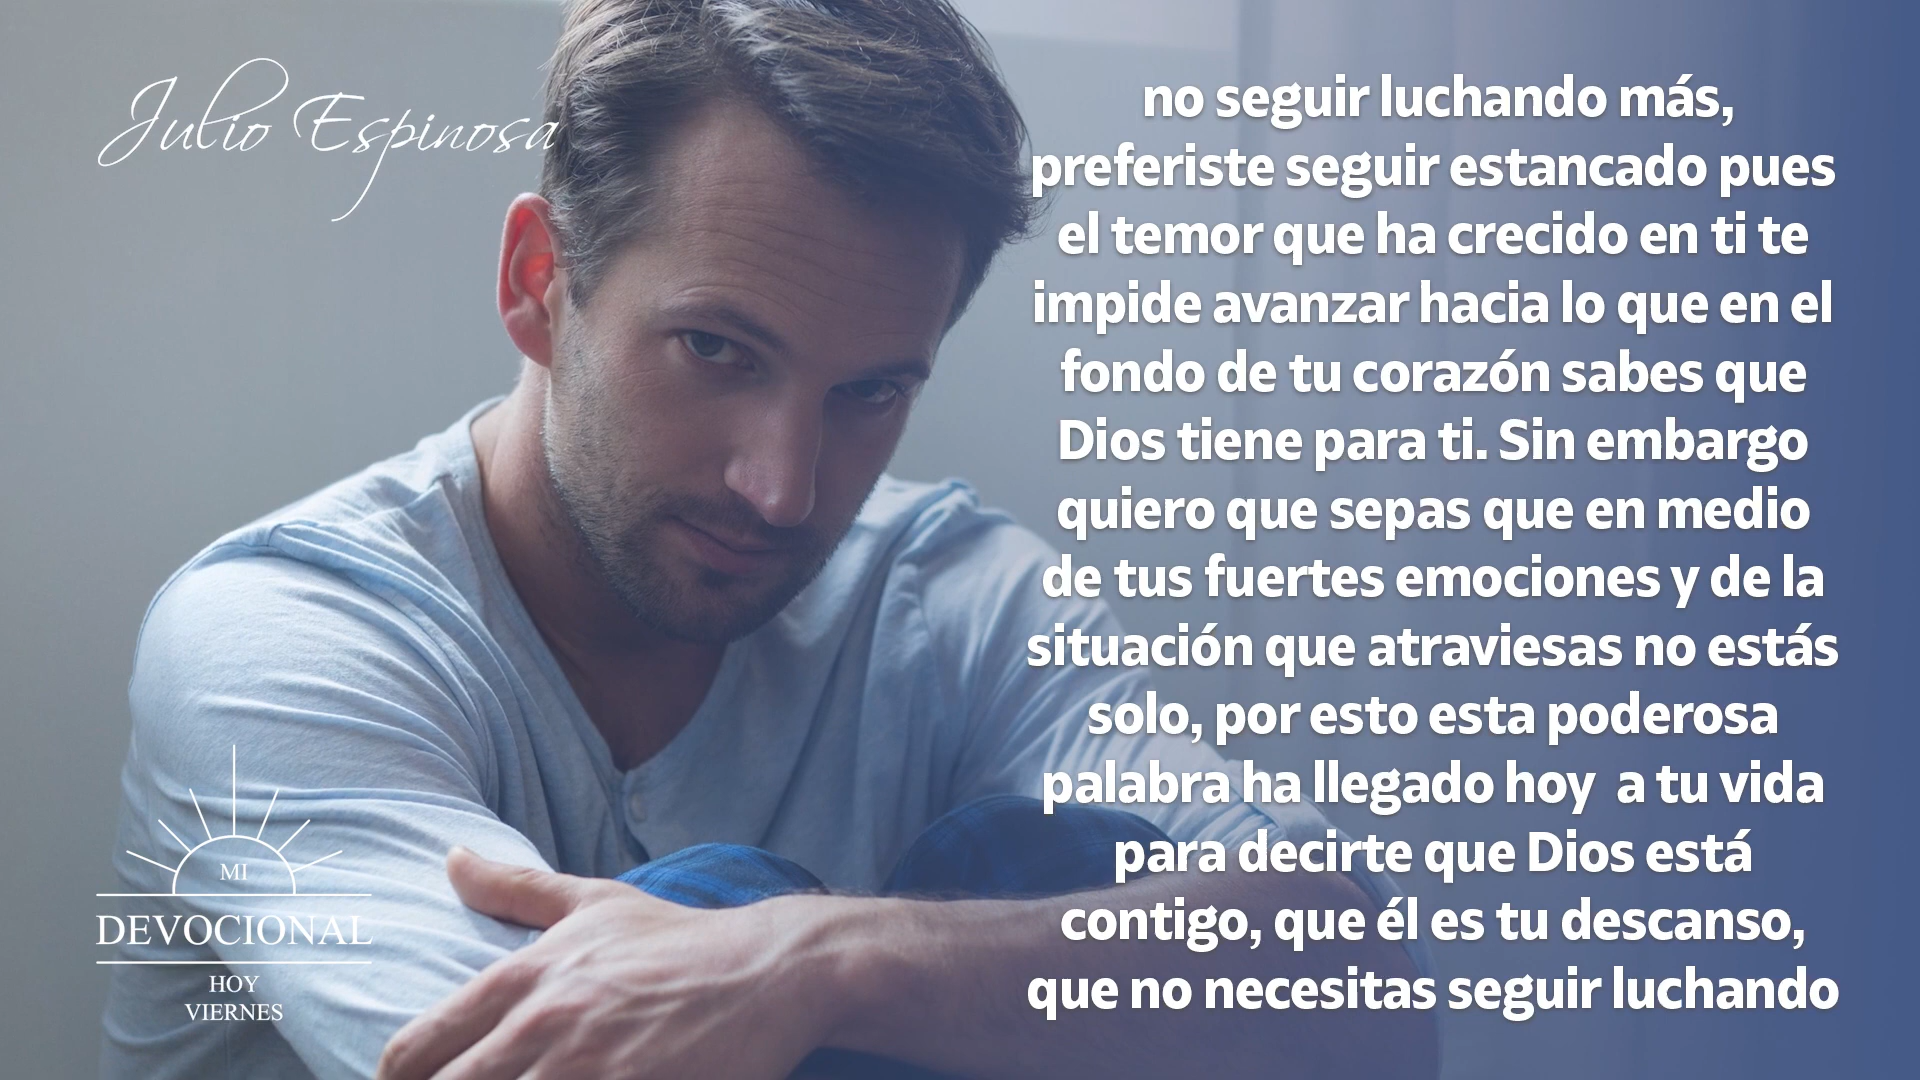 Julio Espinosa
no seguir luchando más,
preferiste seguir estancado pues
el temor que ha crecido en ti te
impide avanzar hacia lo que en el
fondo de tu corazón sabes que
Dios tiene para ti. Sin embargo
quiero que sepas que en medio
de tus fuertes emociones y de la
situación que atraviesas no estás
solo, por esto esta poderosa
palabra ha llegado hoy  a tu vida
para decirte que Dios está
contigo, que él es tu descanso,
que no necesitas seguir luchando
MI
DEVOCIONAL
HOY
VIERNES